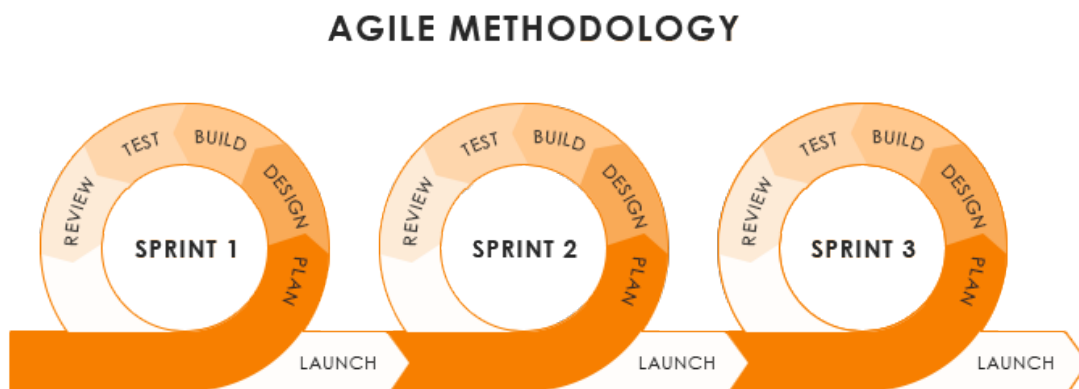 AGILE METHODOLOGY
SPRINT 1
PLAN
DESIGN
BUILD
TEST
REVIEW
LAUNCH
SPRINT 2
PLAN
DESIGN
BUILD
TEST
REVIEW
LAUNCH
SPRINT 3
PLAN
DESIGN
BUILD
TEST
REVIEW
LAUNCH